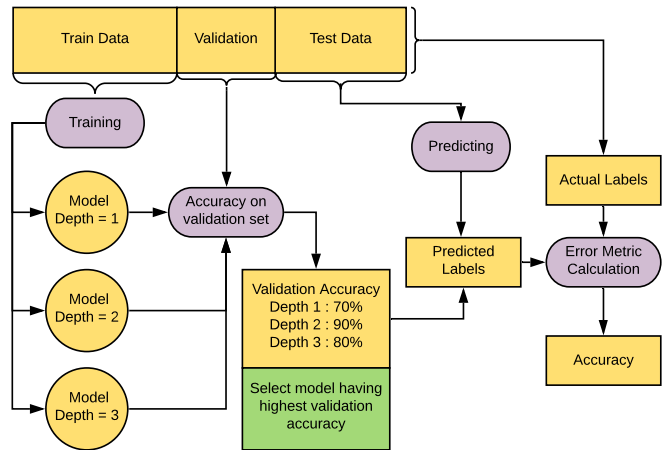 Train Data
Validation
Test Data
Training
Predicting
Actual Labels
Model
Depth = 1
Accuracy on
validation set
Predicted
Labels
Error Metric
Calculation
Model
Depth = 2
Validation Accuracy
Depth 1 : 70%
Depth 2 : 90%
Depth 3 : 80%
Accuracy
Model
Depth = 3
Select model having
highest validation
accuracy